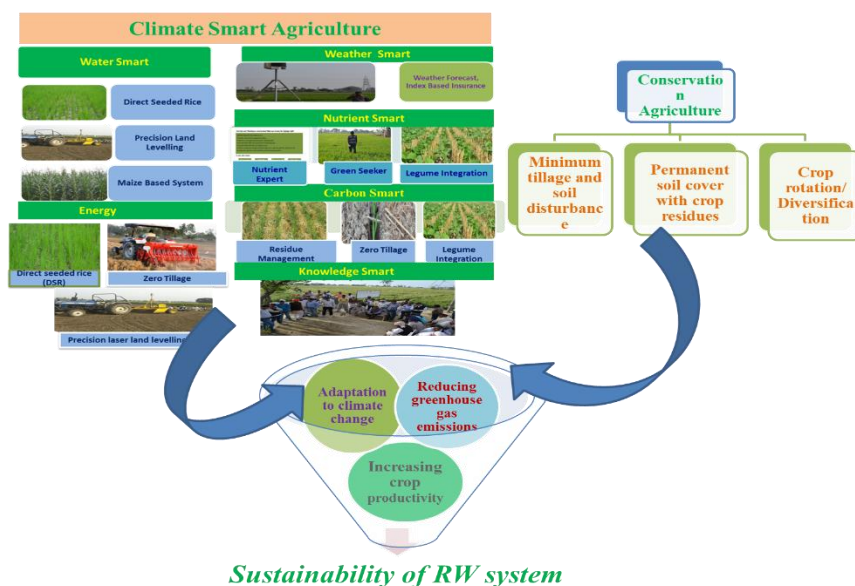 Climate Smart Agriculture
Water Smart
Direct Seeded Rice
Precision Land
Levelling
Maize Based System
Energy
Direct seeded rice
(DSR)
Zero Tillage
Precision laser land levelling
Weather Smart
Weather Forecast,
Index Based Insurance
Nutrient Smart
Nutrient
Expert
Green Seeker
Legume Integration
Carbon Smart
Residue
Management
Zero Tillage
Legume
Integration
Knowledge Smart
Conservatio
n
Agriculture
Minimum
tillage and
soil
disturbanc
e
Permanent
soil cover
with crop
residues
Crop
rotation/
Diversifica
tion
Adaptation
to climate
change
Reducing
greenhouse
gas
emissions
Increasing
crop
productivity
Sustainability of RW system